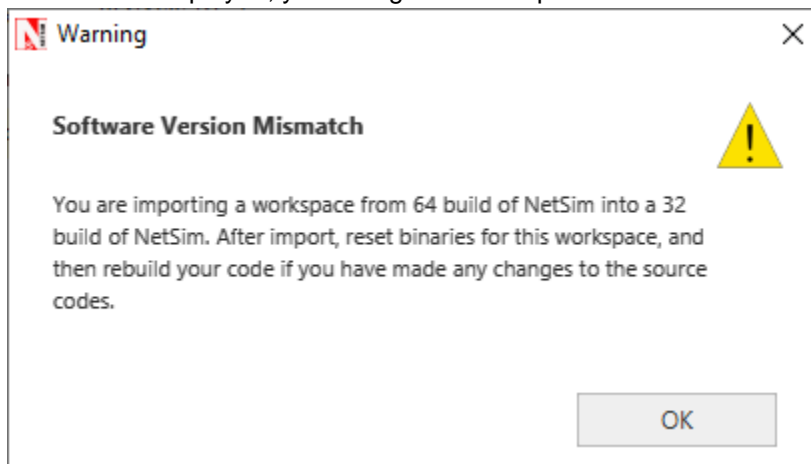 Warning
Software Version Mismatch
You are importing a workspace from 64 build of NetSim into a 32
build of NetSim. After import, reset binaries for this workspace, and
then rebuild your code if you have made any changes to the source
codes.
OK